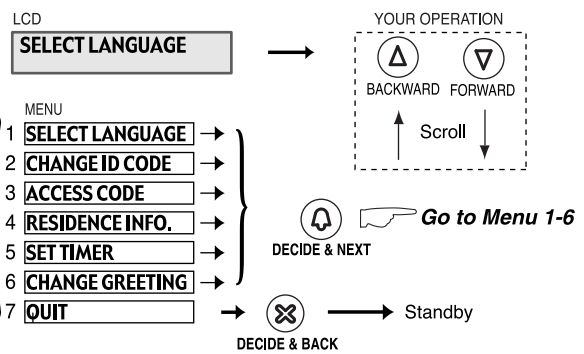 LCD
SELECT LANGUAGE
YOUR OPERATION
BACKWARD FORWARD
Scroll
MENU
1 SELECT LANGUAGE
2 CHANGE ID CODE
3 ACCESS CODE
4 RESIDENCE INFO.
5 SET TIMER
6 CHANGE GREETING
7 QUIT
Go to Menu 1-6
DECIDE & NEXT
Standby
DECIDE & BACK